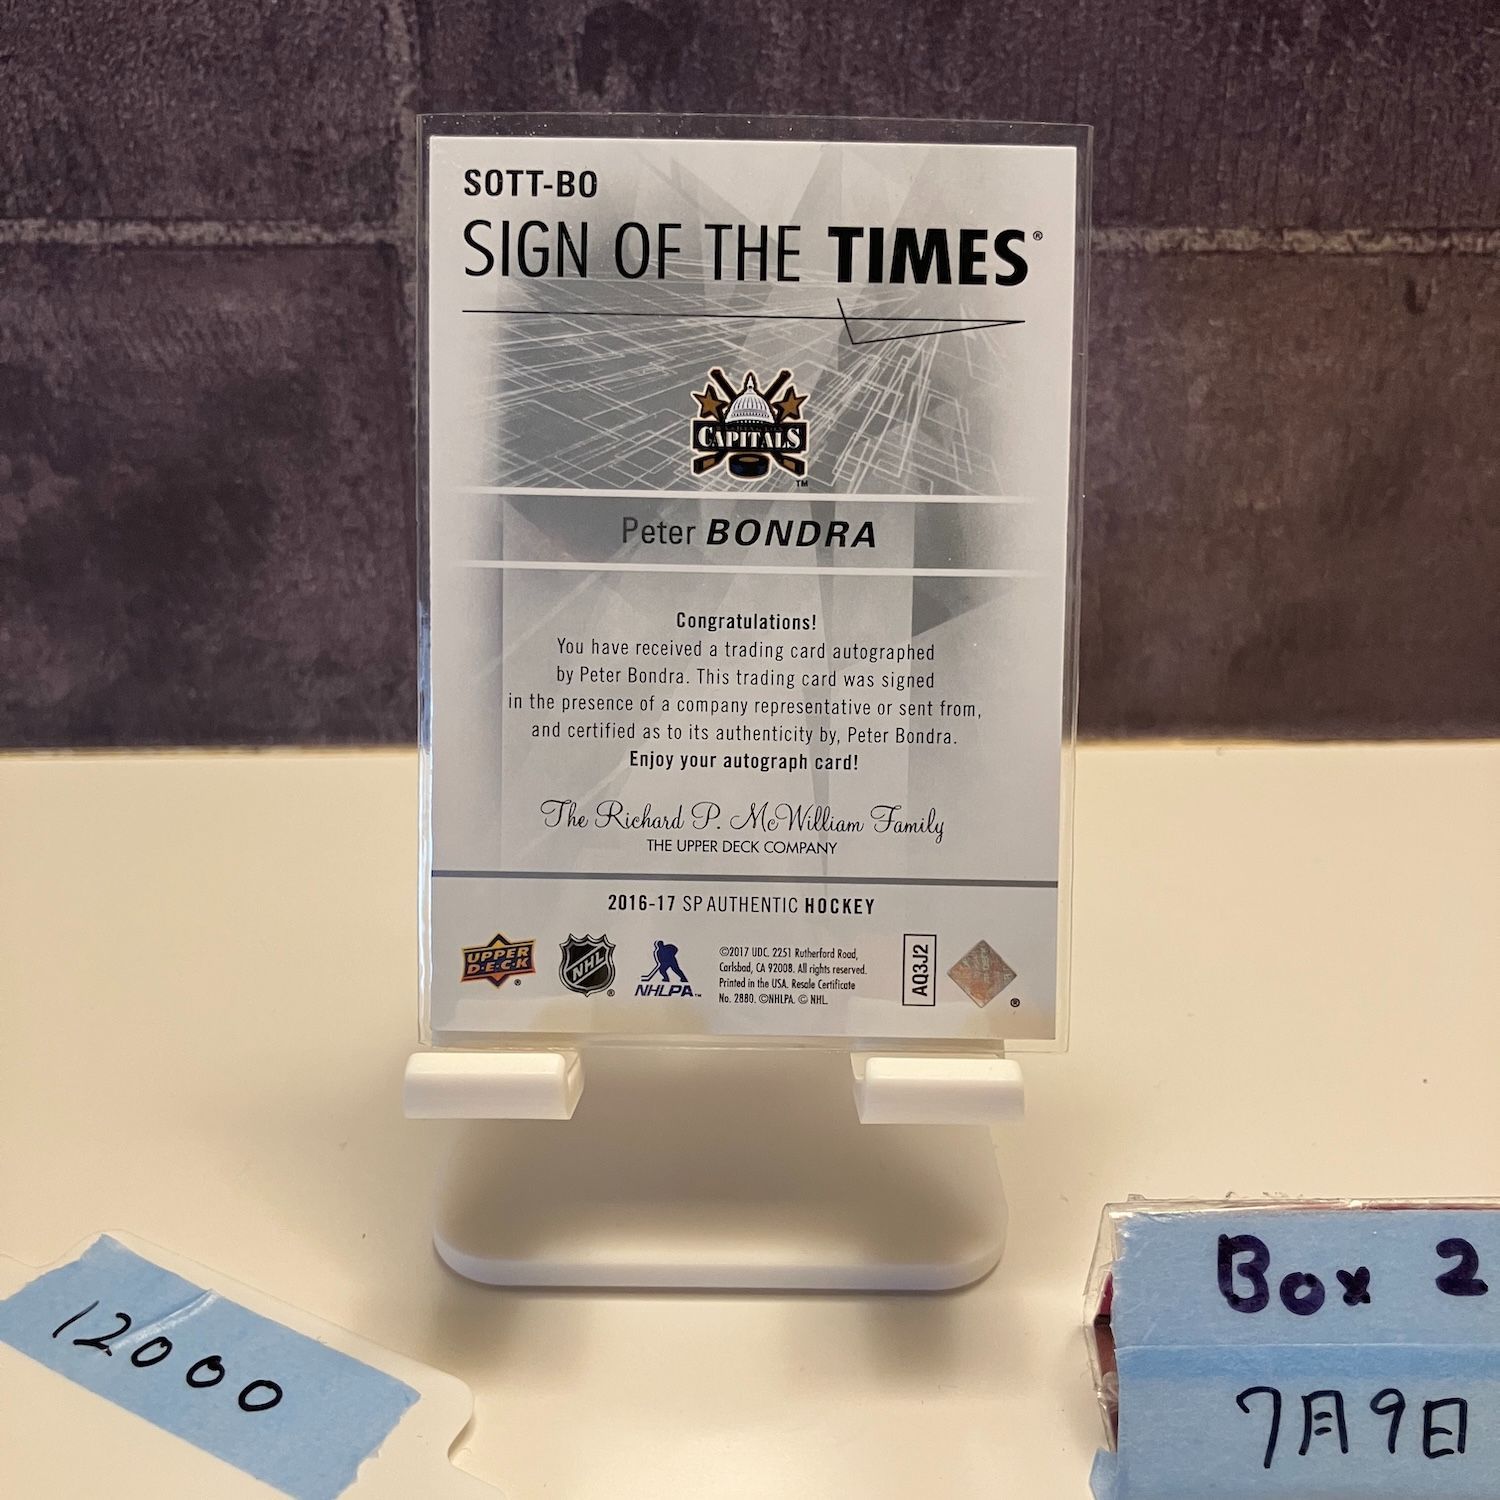 SOTT-BO
SIGN OF THE TIMES®
CAPITALS
TM
Peter BONDRA
Congratulations!
You have received a trading card autographed
by Peter Bondra. This trading card was signed
in the presence of a company representative or sent from,
and certified as to its authenticity by, Peter Bondra.
Enjoy your autograph card!
The Richard P. McWilliam Family
THE UPPER DECK COMPANY
2016-17 SP AUTHENTIC HOCKEY
UPPER
D·E·C·K
®
NHL
®
NHLPA™
©2017 UDC. 2251 Rutherford Road,
Carlsbad, CA 92008. All rights reserved.
Printed in the USA. Resale Certificate
No. 2880. ©NHLPA. © NHL.
AQ3J2
®
12000
Box 2
7月9日